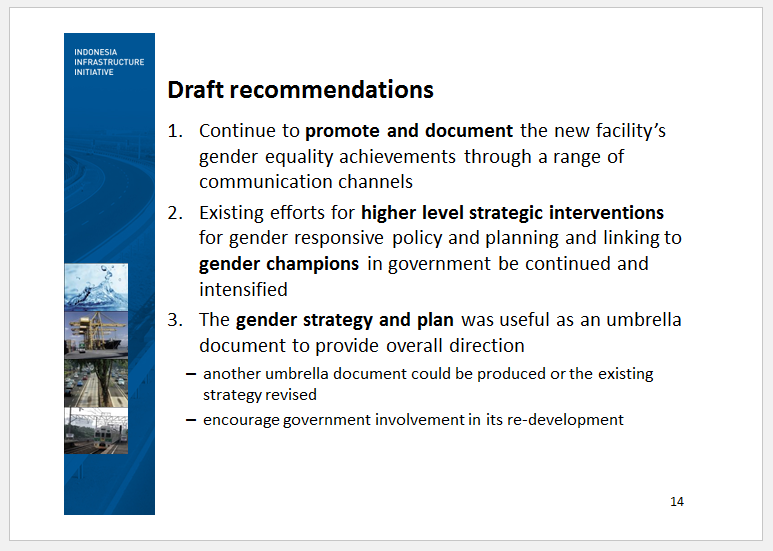 INDONESIA
INFRASTRUCTURE
INITIATIVE
Draft recommendations
1. Continue to promote and document the new facility’s
gender equality achievements through a range of
communication channels
2. Existing efforts for higher level strategic interventions
for gender responsive policy and planning and linking to
gender champions in government be continued and
intensified
3. The gender strategy and plan was useful as an umbrella
document to provide overall direction
– another umbrella document could be produced or the existing
strategy revised
– encourage government involvement in its re-development
14